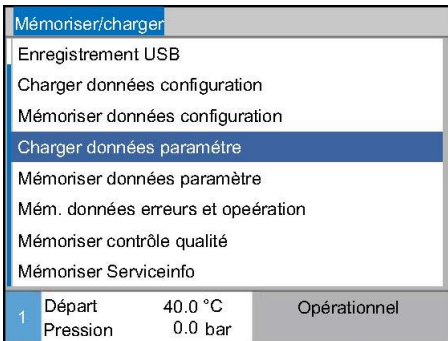 Mémoriser/charger
Enregistrement USB
Charger données configuration
Mémoriser données configuration
Charger données paramétre
Mémoriser données paramètre
Mém. données erreurs et opeération
Mémoriser contrôle qualité
Mémoriser Serviceinfo
1 Départ 40.0 °C Opérationnel
Pression 0.0 bar